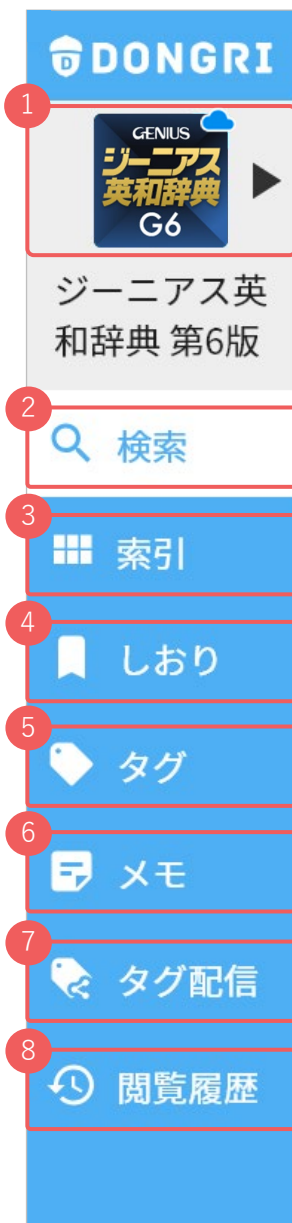 DONGRI
1
GENIUS
ジーニアス
英和辞典
G6
ジーニアス英
和辞典 第6版
2
検索
3
索引
4
しおり
5
タグ
6
メモ
7
タグ配信
8
閲覧履歴